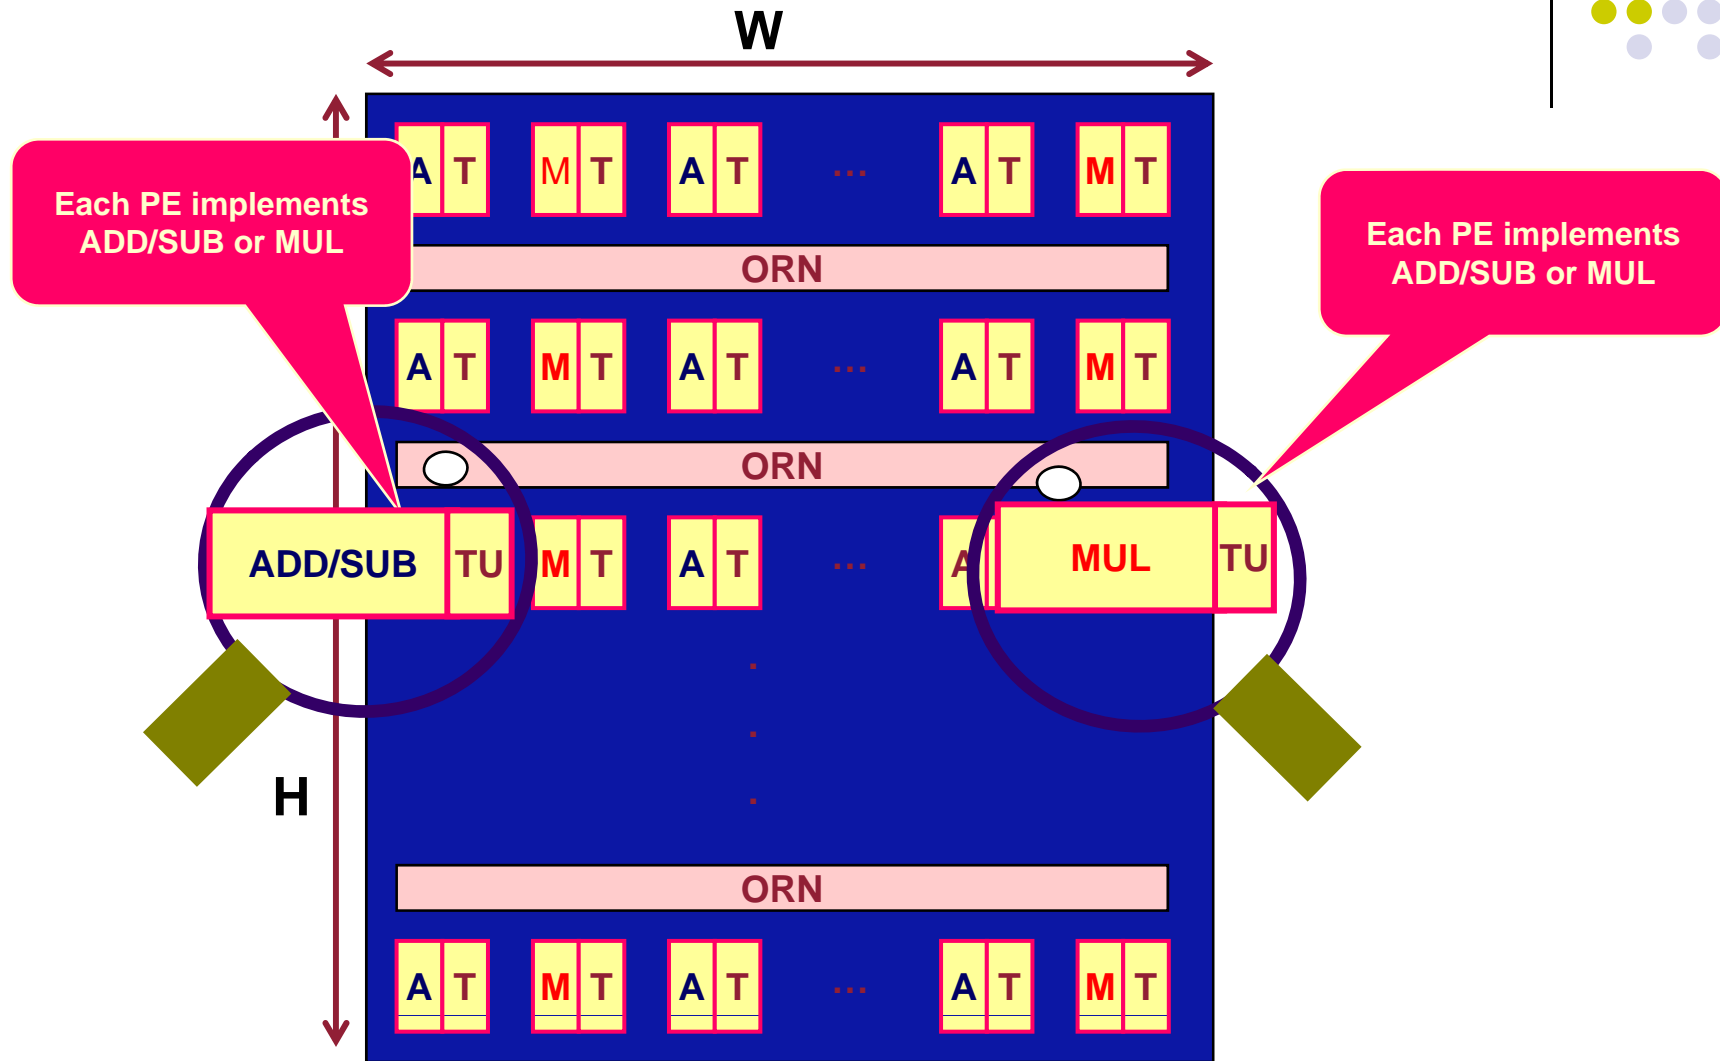 W
A T M T A T ... A T M T
Each PE implements
ADD/SUB or MUL
Each PE implements
ADD/SUB or MUL
ORN
A T M T A T ... A T M T
ORN
ADD/SUB TU M T A T ... A MUL TU
.
.
.
H
ORN
A T M T A T ... A T M T